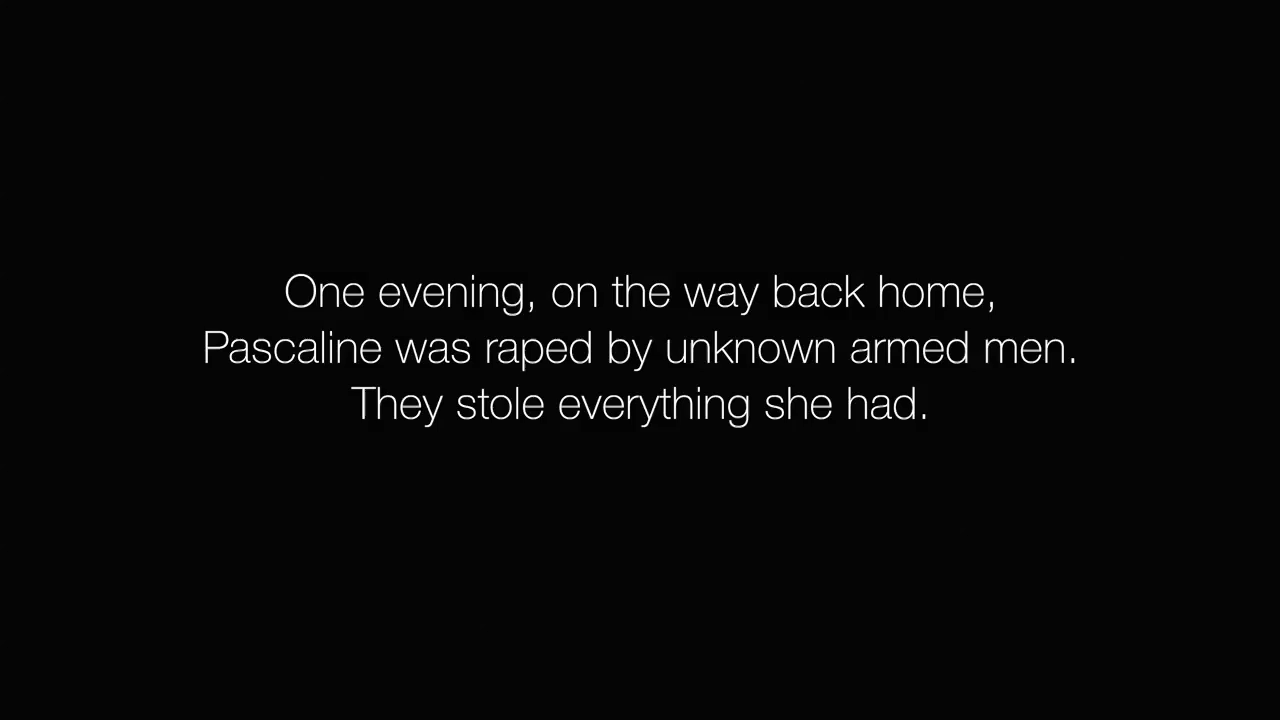 One evening, on the way back home,
Pascaline was raped by unknown armed men.
They stole everything she had.